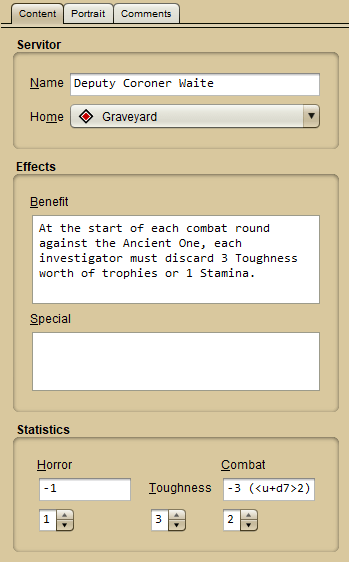 Content Portrait Comments
Servitor
Name Deputy Coroner Waite
Home Graveyard
Effects
Benefit
At the start of each combat round
against the Ancient One, each
investigator must discard 3 Toughness
worth of trophies or 1 Stamina.
Special
Statistics
Horror Combat
-1 Toughness -3 (<u+d7>2)
1 3 2